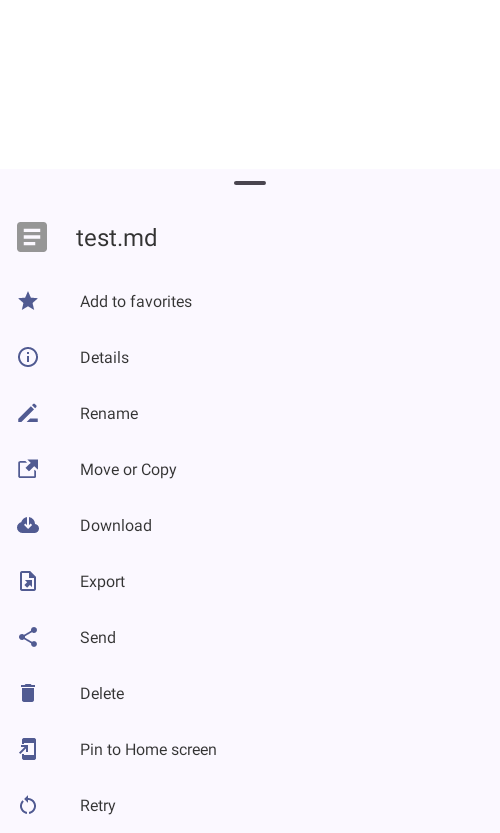 test.md
Add to favorites
Details
Rename
Move or Copy
Download
Export
Send
Delete
Pin to Home screen
Retry